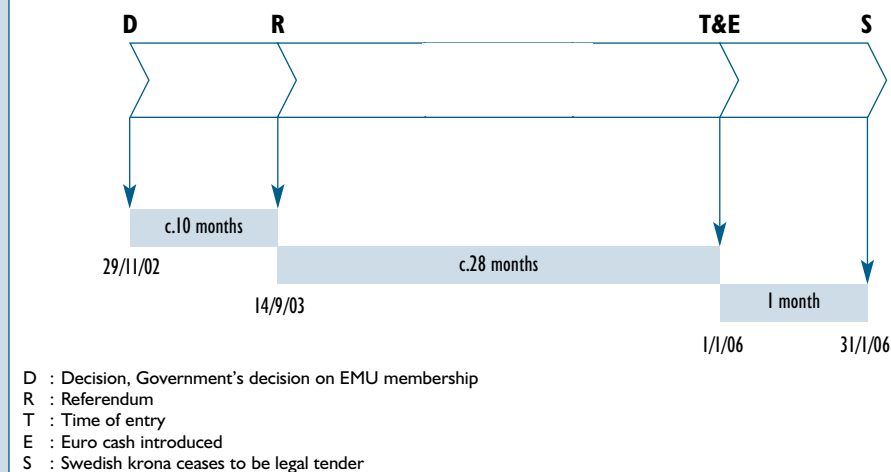 D R T&E S
c.10 months
29/11/02
c.28 months
14/9/03
1 month
1/1/06 31/1/06
D : Decision, Government's decision on EMU membership
R : Referendum
T : Time of entry
E : Euro cash introduced
S : Swedish krona ceases to be legal tender